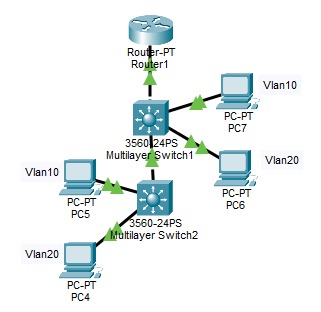 Router-PT
Router1
Vlan10
PC-PT
PC7
3560-24PS
Multilayer Switch1
Vlan20
PC-PT
PC6
Vlan10
PC-PT
PC5
3560-24PS
Multilayer Switch2
Vlan20
PC-PT
PC4